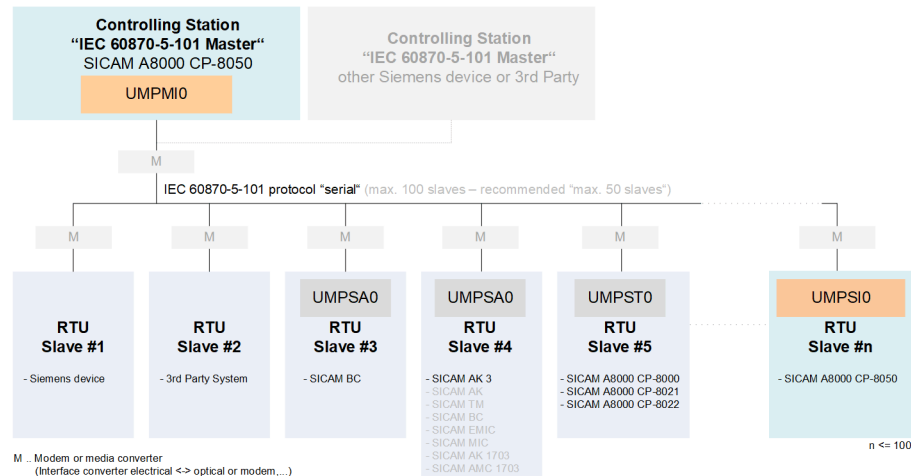 Controlling Station
“IEC 60870-5-101 Master“
SICAM A8000 CP-8050
UMPMI0
Controlling Station
“IEC 60870-5-101 Master“
other Siemens device or 3rd Party
M
IEC 60870-5-101 protocol “serial“ (max. 100 slaves – recommended “max. 50 slaves“)
M
M
M
M
M
M
RTU
Slave #1
- Siemens device
RTU
Slave #2
- 3rd Party System
UMPSA0
RTU
Slave #3
- SICAM BC
UMPSA0
RTU
Slave #4
- SICAM AK 3
- SICAM AK
- SICAM TM
- SICAM BC
- SICAM EMIC
- SICAM MIC
- SICAM AK 1703
- SICAM AMC 1703
UMPST0
RTU
Slave #5
- SICAM A8000 CP-8000
- SICAM A8000 CP-8021
- SICAM A8000 CP-8022
UMPSI0
RTU
Slave #n
- SICAM A8000 CP-8050
n <= 100
M .. Modem or media converter
(Interface converter electrical <-> optical or modem,...)